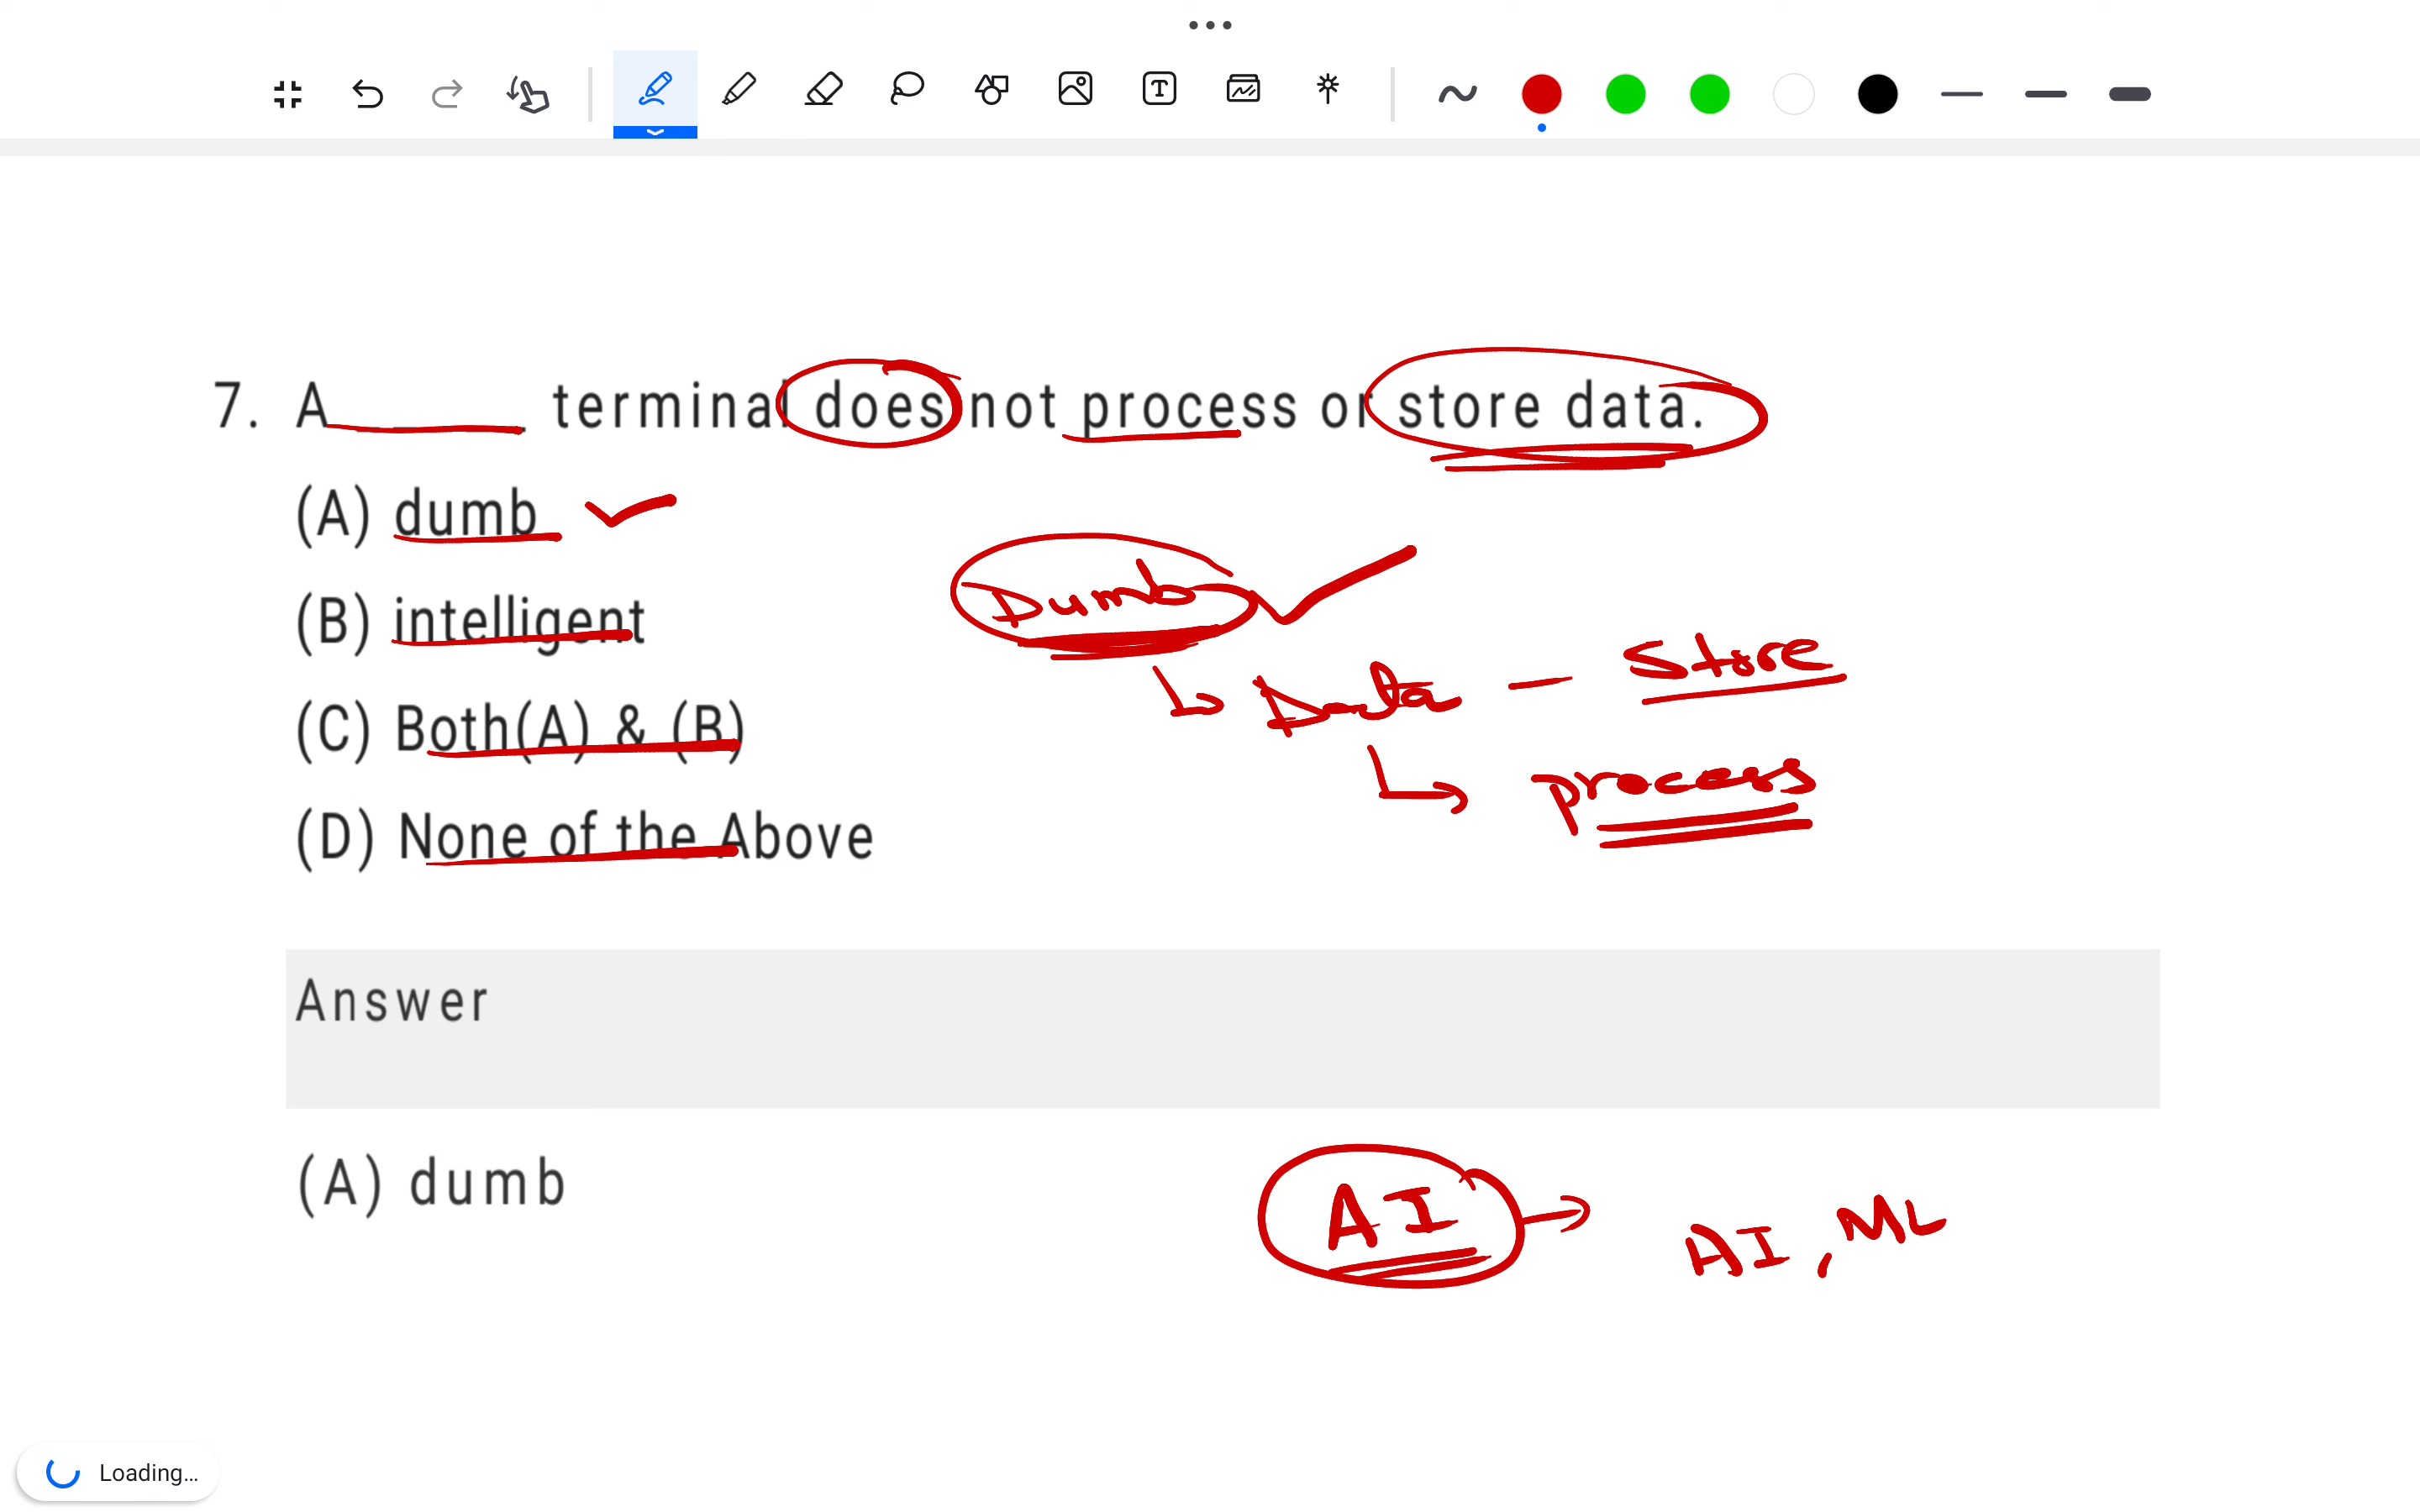 7. A______ terminal does not process or store data.
(A) dumb
(B) intelligent
(C) Both(A) & (B)
(D) None of the Above
Dumb
Data - Store
process
Answer
(A) dumb
AI
AI, ML
Loading...